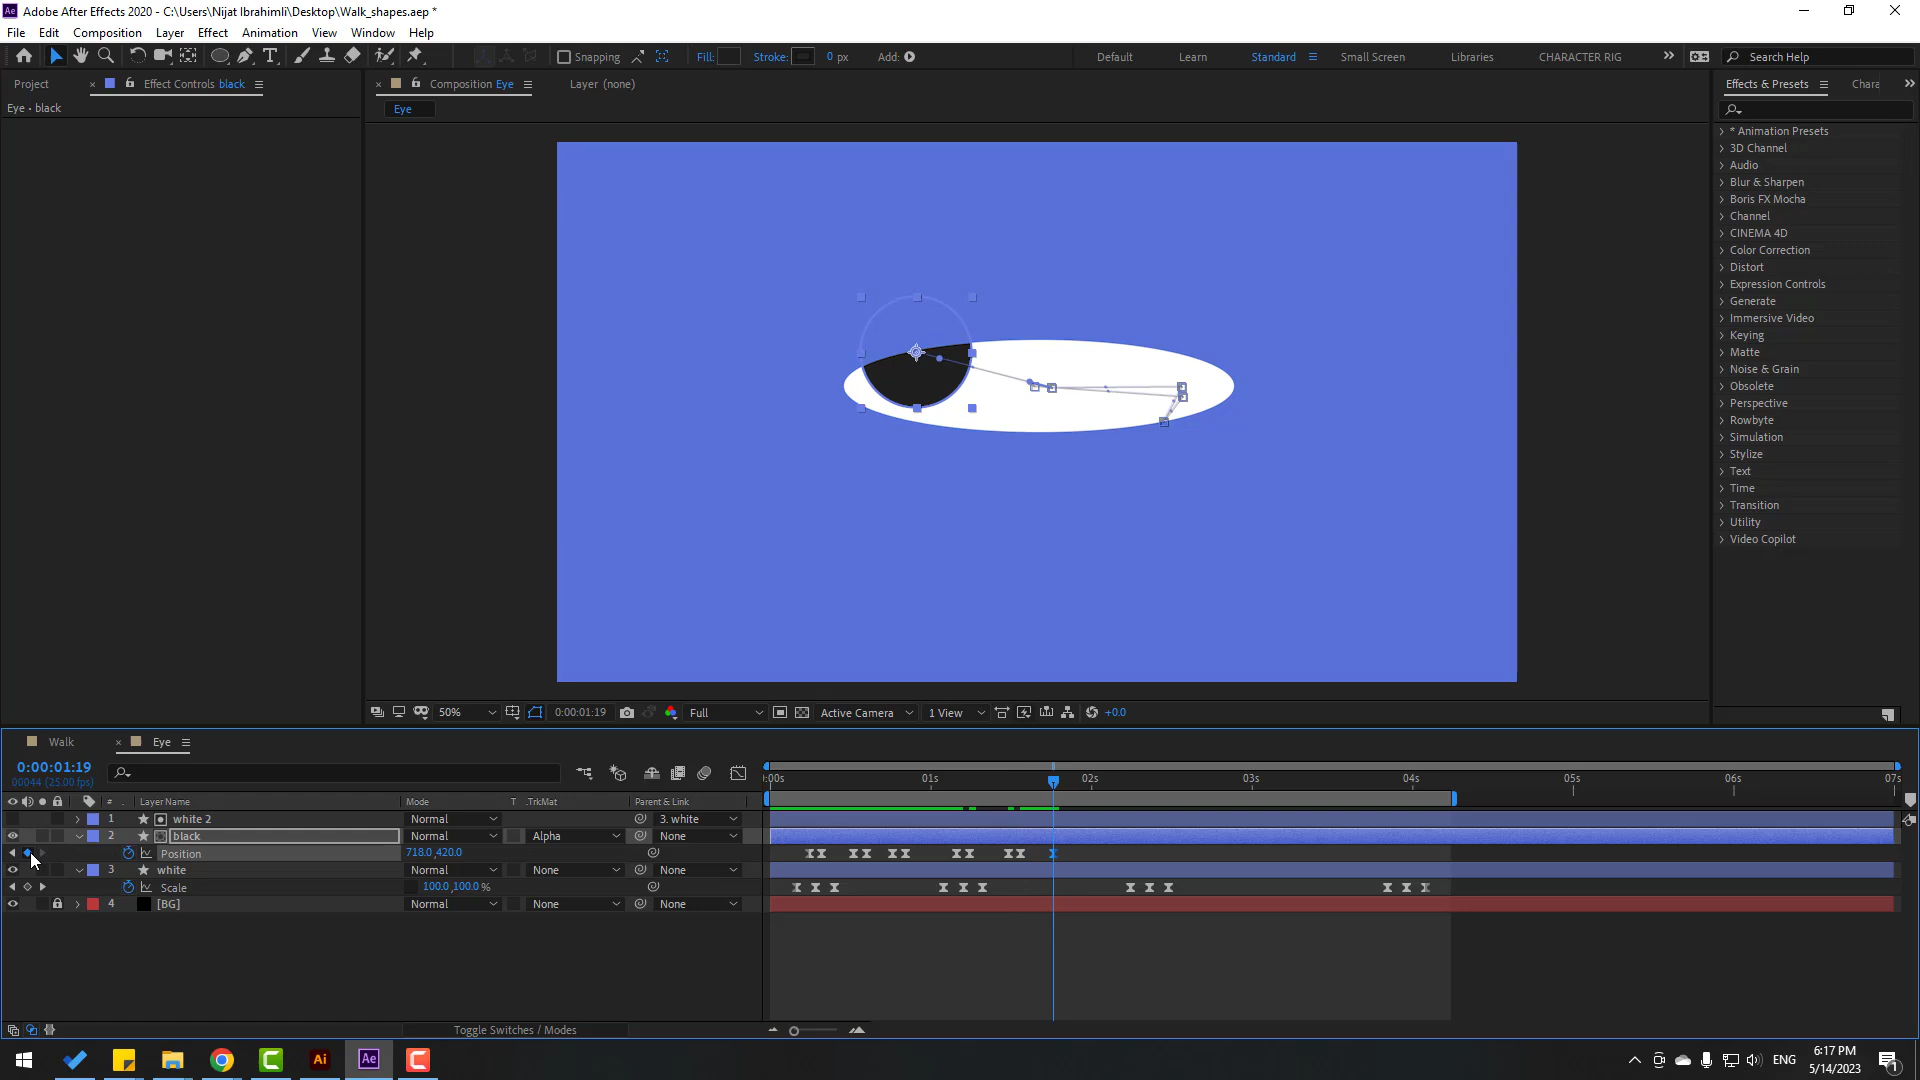 Adobe After Effects 2020 - C:\Users\Nijat Ibrahimli\Desktop\Walk_shapes.aep *
File Edit Composition Layer Effect Animation View Window Help
Snapping Fill: Stroke: 0 px Add: Default Learn Standard Small Screen Libraries CHARACTER RIG Search Help
Project Effect Controls black Composition Eye Layer (none) Effects & Presets Chara
Eye • black
Eye
* Animation Presets
3D Channel
Audio
Blur & Sharpen
Boris FX Mocha
Channel
CINEMA 4D
Color Correction
Distort
Expression Controls
Generate
Immersive Video
Keying
Matte
Noise & Grain
Obsolete
Perspective
Rowbyte
Simulation
Stylize
Text
Time
Transition
Utility
Video Copilot
50% 0:00:01:19 Full Active Camera 1 View +0.0
Walk Eye
0:00:01:19
00044 (25.00 fps)
:00s 01s 02s 03s 04s 05s 06s 07s
# Layer Name Mode T .TrkMat Parent & Link
1 white 2 Normal 3. white
2 black Normal Alpha None
Position 718.0,420.0
3 white Normal None None
Scale 100.0,100.0%
4 [BG] Normal None None
Toggle Switches / Modes
Ai Ae ENG 6:17 PM
5/14/2023